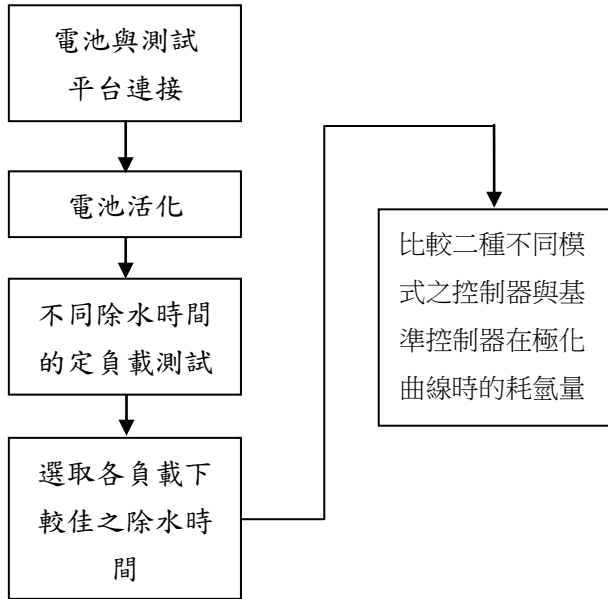 電池與測試
平台連接
電池活化
不同除水時間
的定負載測試
選取各負載下
較佳之除水時
間
比較二種不同模
式之控制器與基
準控制器在極化
曲線時的耗氫量